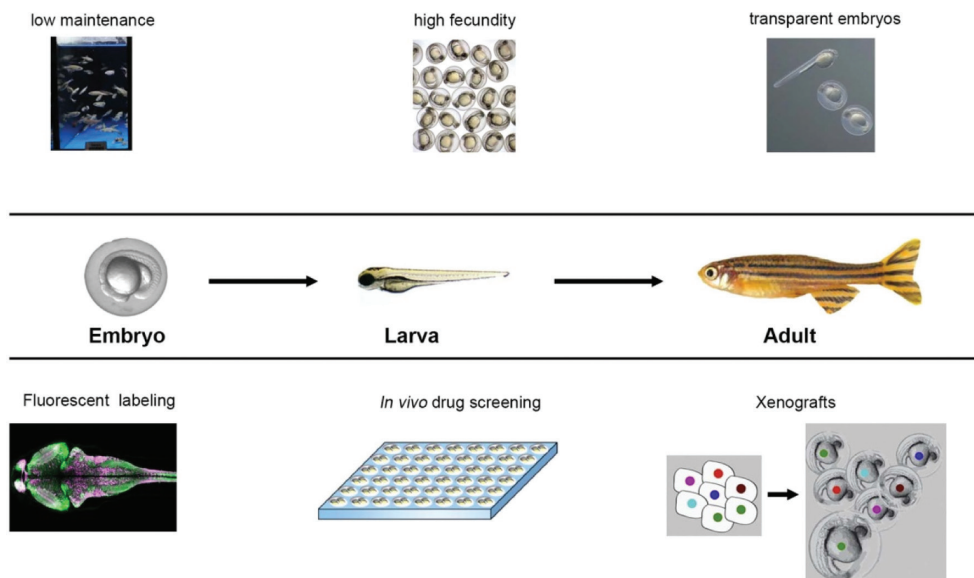 low maintenance
high fecundity
transparent embryos
Embryo
Larva
Adult
Fluorescent labeling
In vivo drug screening
Xenografts